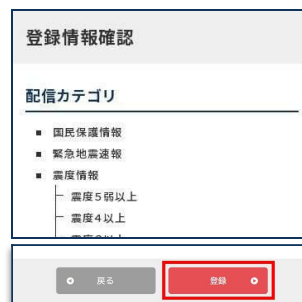 登録情報確認
配信カテゴリ
■ 国民保護情報
■ 緊急地震速報
■ 震度情報
震度5弱以上
震度4以上
戻る
登録